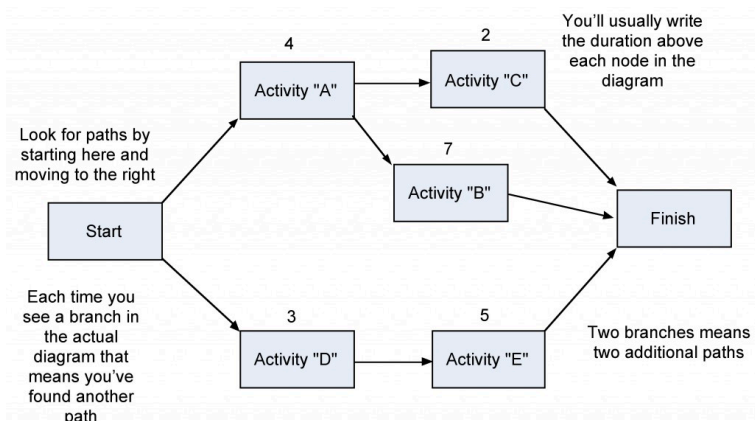 4
2
You'll usually write
the duration above
each node in the
diagram
Activity "A"
Activity "C"
Look for paths by
starting here and
moving to the right
7
Activity "B"
Start
Finish
Each time you
see a branch in
the actual
diagram that
means you've
found another
path
3
5
Activity "D"
Activity "E"
Two branches means
two additional paths